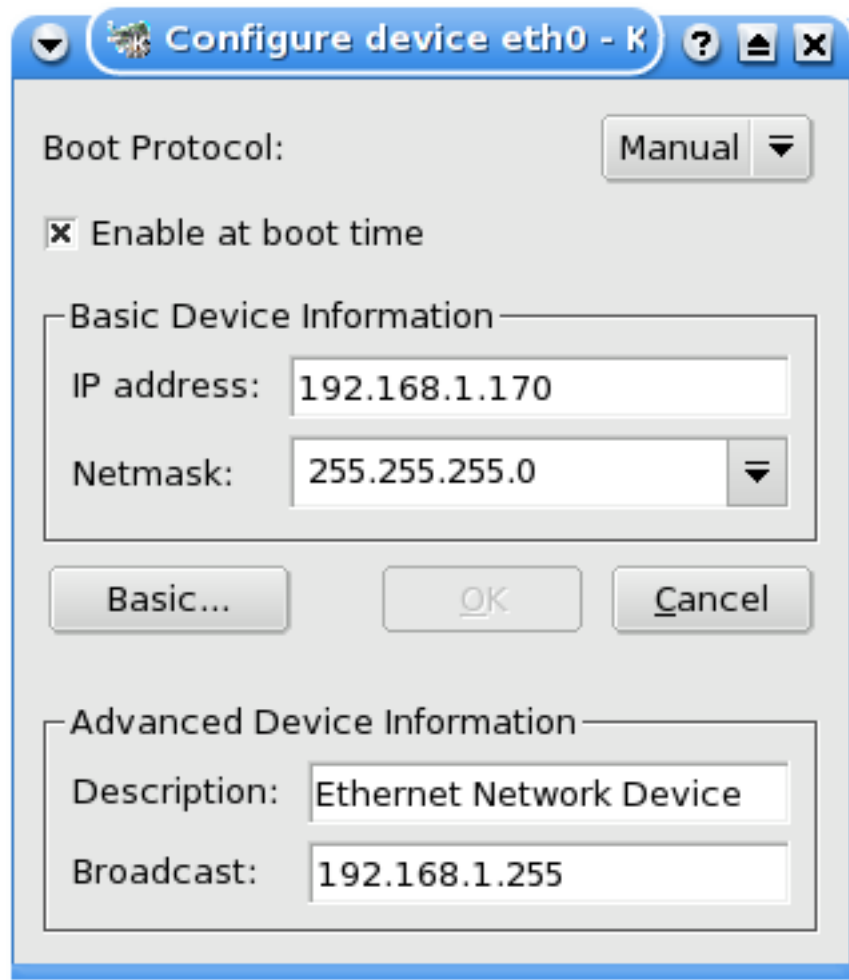 Configure device eth0 - K
Boot Protocol: Manual
Enable at boot time
Basic Device Information
IP address: 192.168.1.170
Netmask: 255.255.255.0
Basic... OK Cancel
Advanced Device Information
Description: Ethernet Network Device
Broadcast: 192.168.1.255